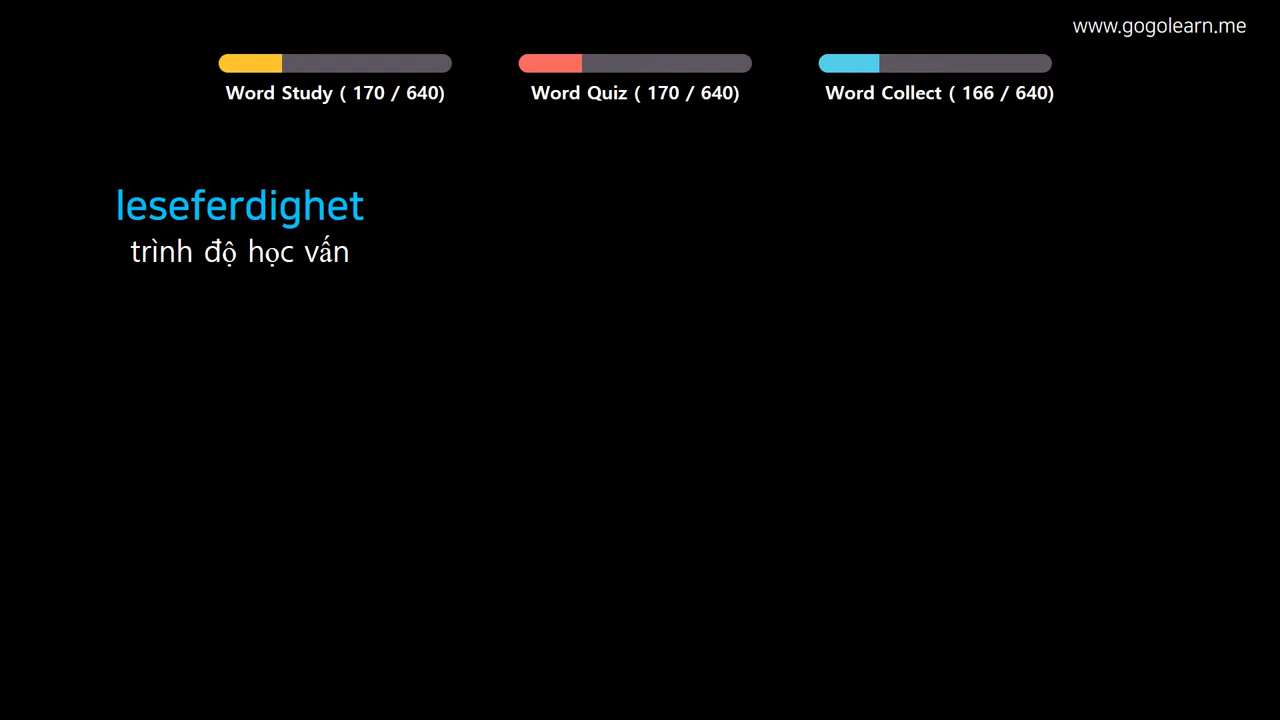 www.gogolearn.me
Word Study ( 170 / 640)
Word Quiz ( 170 / 640)
Word Collect ( 166 / 640)
leseferdighet
trình độ học vấn